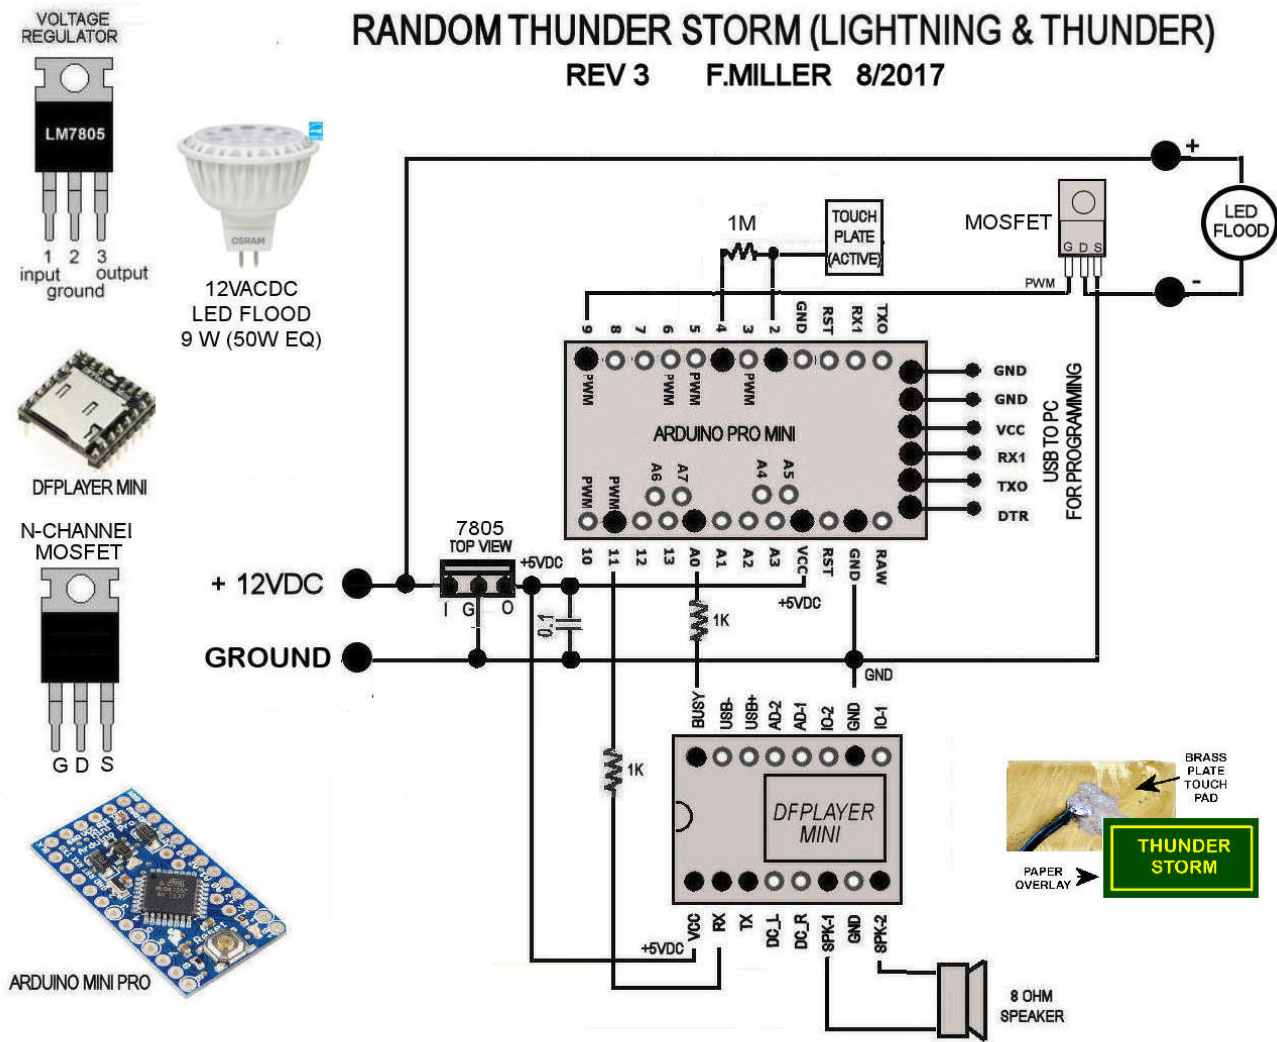 RANDOM THUNDER STORM (LIGHTNING & THUNDER)
REV 3 F.MILLER 8/2017
VOLTAGE
REGULATOR
LM7805
1 2 3
input output
ground
OSRAM
12VACDC
LED FLOOD
9 W (50W EQ)
DFPLAYER MINI
N-CHANNEl
MOSFET
G D S
ARDUINO MINI PRO
+
LED
FLOOD
-
MOSFET
G D S
PWM
1M
TOUCH
PLATE
(ACTIVE)
9 8 7 6 5 4 3 2 GND RST RX1 TXO
PWM PWM PWM PWM
ARDUINO PRO MINI
GND
GND
VCC
RX1
TXO
DTR
USB TO PC
FOR PROGRAMMING
A6 A7 A4 A5
PWM PWM
10 11 12 13 A0 A1 A2 A3 VCC RST GND RAW
7805
TOP VIEW
I G O
+5VDC
+5VDC
+ 12VDC
0.1
1K
GROUND
GND
BUSY USB- USB+ AD-2 AD-1 IO-2 GND IO-1
1K
DFPLAYER
MINI
VCC RX TX DC_L DC_R SPK-1 GND SPK-2
+5VDC
8 OHM
SPEAKER
BRASS
PLATE
TOUCH
PAD
THUNDER
STORM
PAPER
OVERLAY